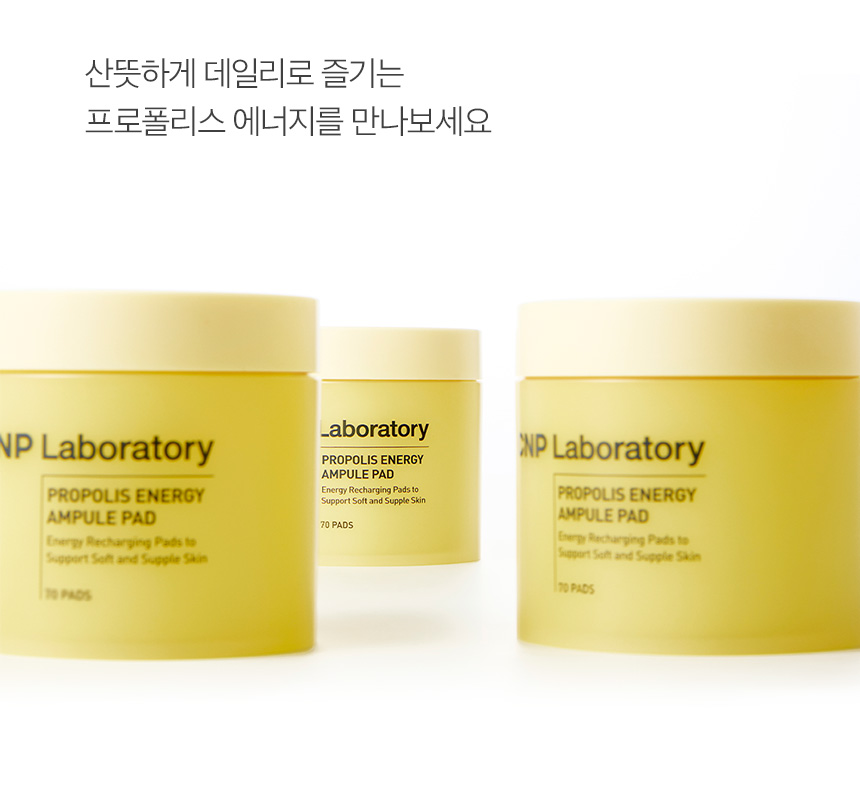 산뜻하게 데일리로 즐기는
프로폴리스 에너지를 만나보세요
CNP Laboratory
PROPOLIS ENERGY
AMPULE PAD
Energy Recharging Pads to
Support Soft and Supple Skin
70 PADS
Laboratory
PROPOLIS ENERGY
AMPULE PAD
Energy Recharging Pads to
Support Soft and Supple Skin
70 PADS
CNP Laboratory
PROPOLIS ENERGY
AMPULE PAD
Energy Recharging Pads to
Support Soft and Supple Skin
70 PADS